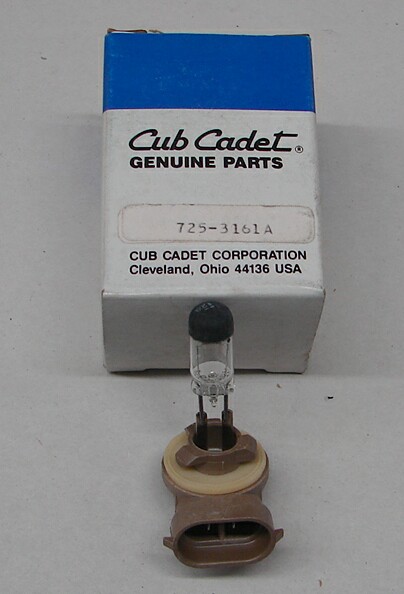 Cub Cadet®
GENUINE PARTS
725-3161A
CUB CADET CORPORATION
Cleveland, Ohio 44136 USA